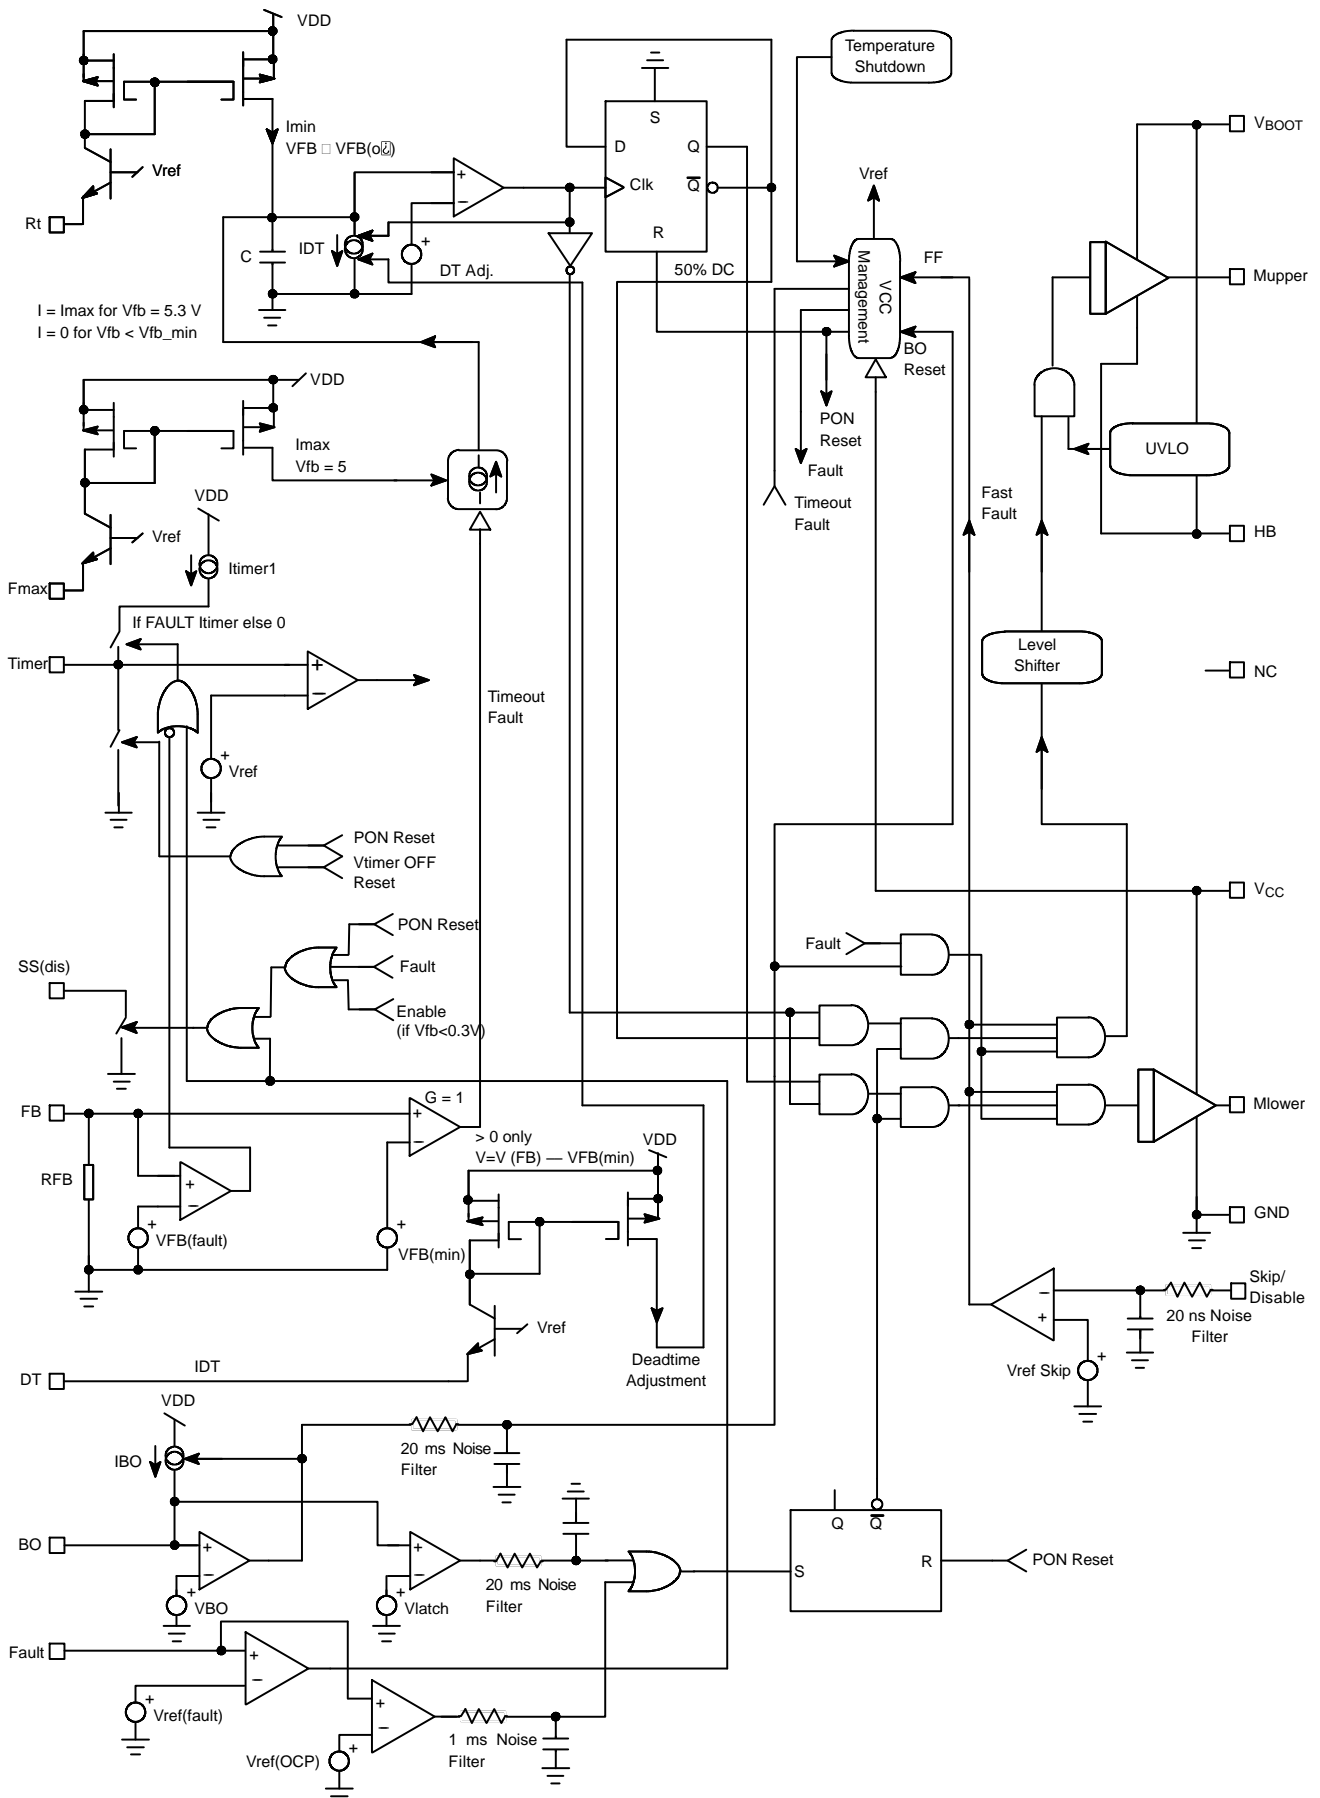 VDD
Temperature
Shutdown
S
VBOOT
Imin
VFB VFB(o
D
Q
Vref
+
Clk
Q
Vref
Rt
−
R
C
IDT
+
DT Adj.
50% DC
FF
VCC
Management
Mupper
I = Imax for Vfb = 5.3 V
I = 0 for Vfb < Vfb_min
BO
Reset
VDD
PON
Reset
Imax
Vfb = 5
UVLO
Fault
VDD
Timeout
Fault
Fast
Fault
HB
Vref
Itimer1
Fmax
If FAULT Itimer else 0
Level
Shifter
Timer
+
−
NC
Timeout
Fault
+
Vref
PON Reset
Vtimer OFF
Reset
VCC
PON Reset
Fault
SS(dis)
Fault
Enable
(if Vfb<0.3V)
G = 1
FB
+
−
Mlower
> 0 only
V=V (FB) — VFB(min)
VDD
RFB
+
−
+
VFB(fault)
+
VFB(min)
GND
Skip/
Disable
−
+
20 ns Noise
Filter
Vref
Vref Skip
+
Deadtime
Adjustment
IDT
DT
VDD
IBO
20 ms Noise
Filter
Q
Q
BO
+
−
+
−
S
R
PON Reset
20 ms Noise
Filter
+
VBO
+
Vlatch
Fault
+
−
+
−
+
Vref(fault)
1 ms Noise
Filter
Vref(OCP)
+